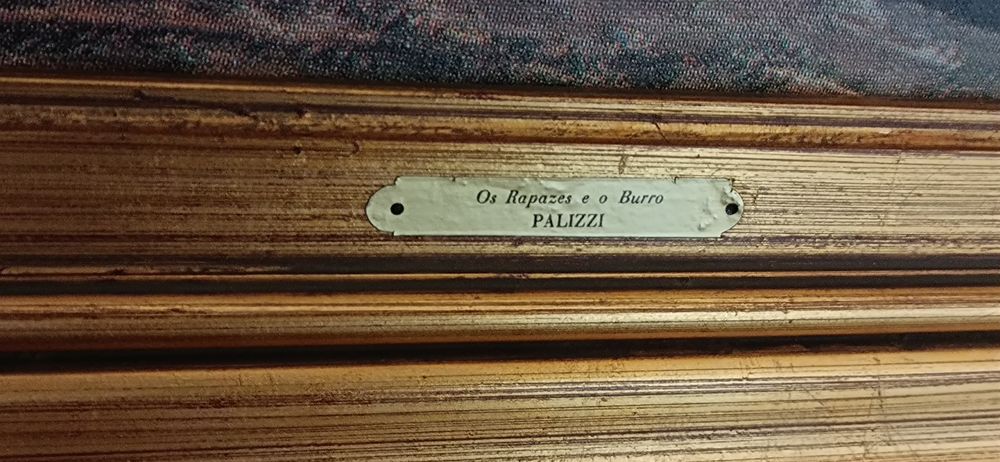 Os Rapazes e o Burro
PALIZZI